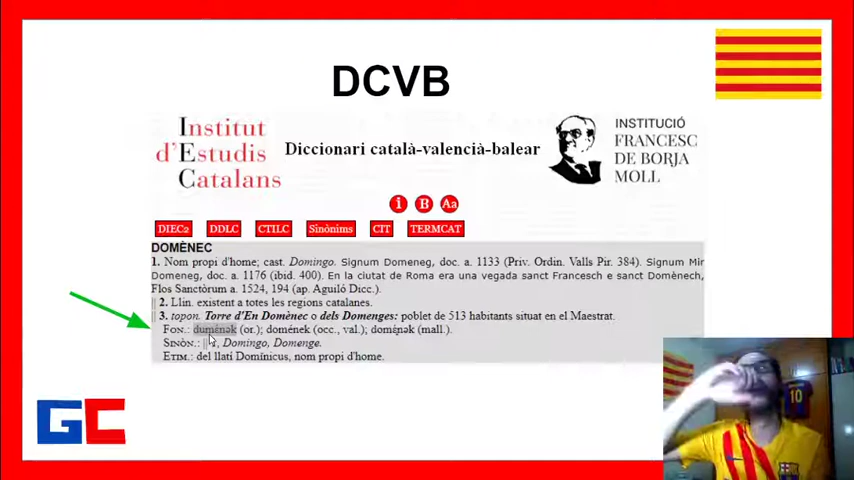 DCVB
Institut
d'Estudis
Catalans
Diccionari català-valencià-balear
INSTITUCIÓ
FRANCESC
DE BORJA
MOLL
i B Aa
DIEC2 DDLC CTILC Sinònims CIT TERMCAT
DOMÈNEC
1. Nom propi d'home; cast. Domingo. Signum Domeneg, doc. a. 1133 (Priv. Ordin. Valls Pir. 384). Signum Mir
Domeneg, doc. a. 1176 (ibid. 400). En la ciutat de Roma era una vegada sanct Francesch e sanct Domènech,
Flos Sanctòrum a. 1524, 194 (ap. Aguiló Dicc.).
|| 2. Llin. existent a totes les regions catalanes.
|| 3. topon. Torre d'En Domènec o dels Domenges: poblet de 513 habitants situat en el Maestrat.
FON.: (or.); domének (occ., val.); (mall.).
SINÒN.: Domingo, Domenge.
ETIM.: del llatí Domĭnicus, nom propi d'home.
GC
10